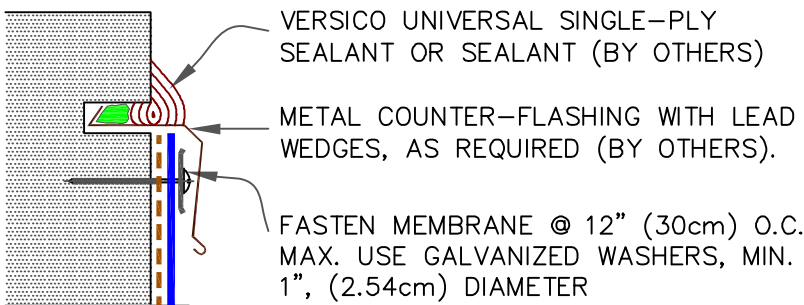 VERSICO UNIVERSAL SINGLE–PLY
SEALANT OR SEALANT (BY OTHERS)
METAL COUNTER–FLASHING WITH LEAD
WEDGES, AS REQUIRED (BY OTHERS).
FASTEN MEMBRANE @ 12” (30cm) O.C.
MAX. USE GALVANIZED WASHERS, MIN.
1”, (2.54cm) DIAMETER